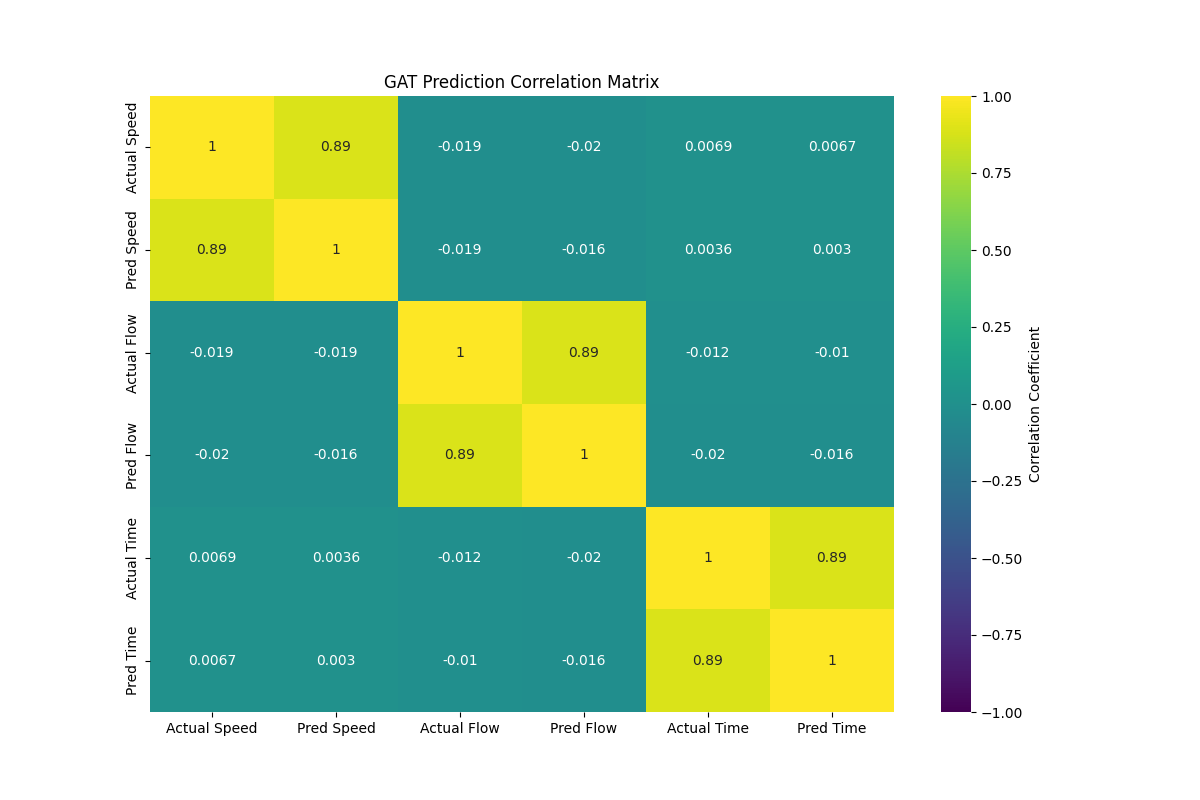 GAT Prediction Correlation Matrix
Actual Speed 1 0.89 -0.019 -0.02 0.0069 0.0067
Pred Speed 0.89 1 -0.019 -0.016 0.0036 0.003
Actual Flow -0.019 -0.019 1 0.89 -0.012 -0.01
Pred Flow -0.02 -0.016 0.89 1 -0.02 -0.016
Actual Time 0.0069 0.0036 -0.012 -0.02 1 0.89
Pred Time 0.0067 0.003 -0.01 -0.016 0.89 1
Actual Speed Pred Speed Actual Flow Pred Flow Actual Time Pred Time
1.00
0.75
0.50
0.25
0.00
−0.25
−0.50
−0.75
−1.00
Correlation Coefficient